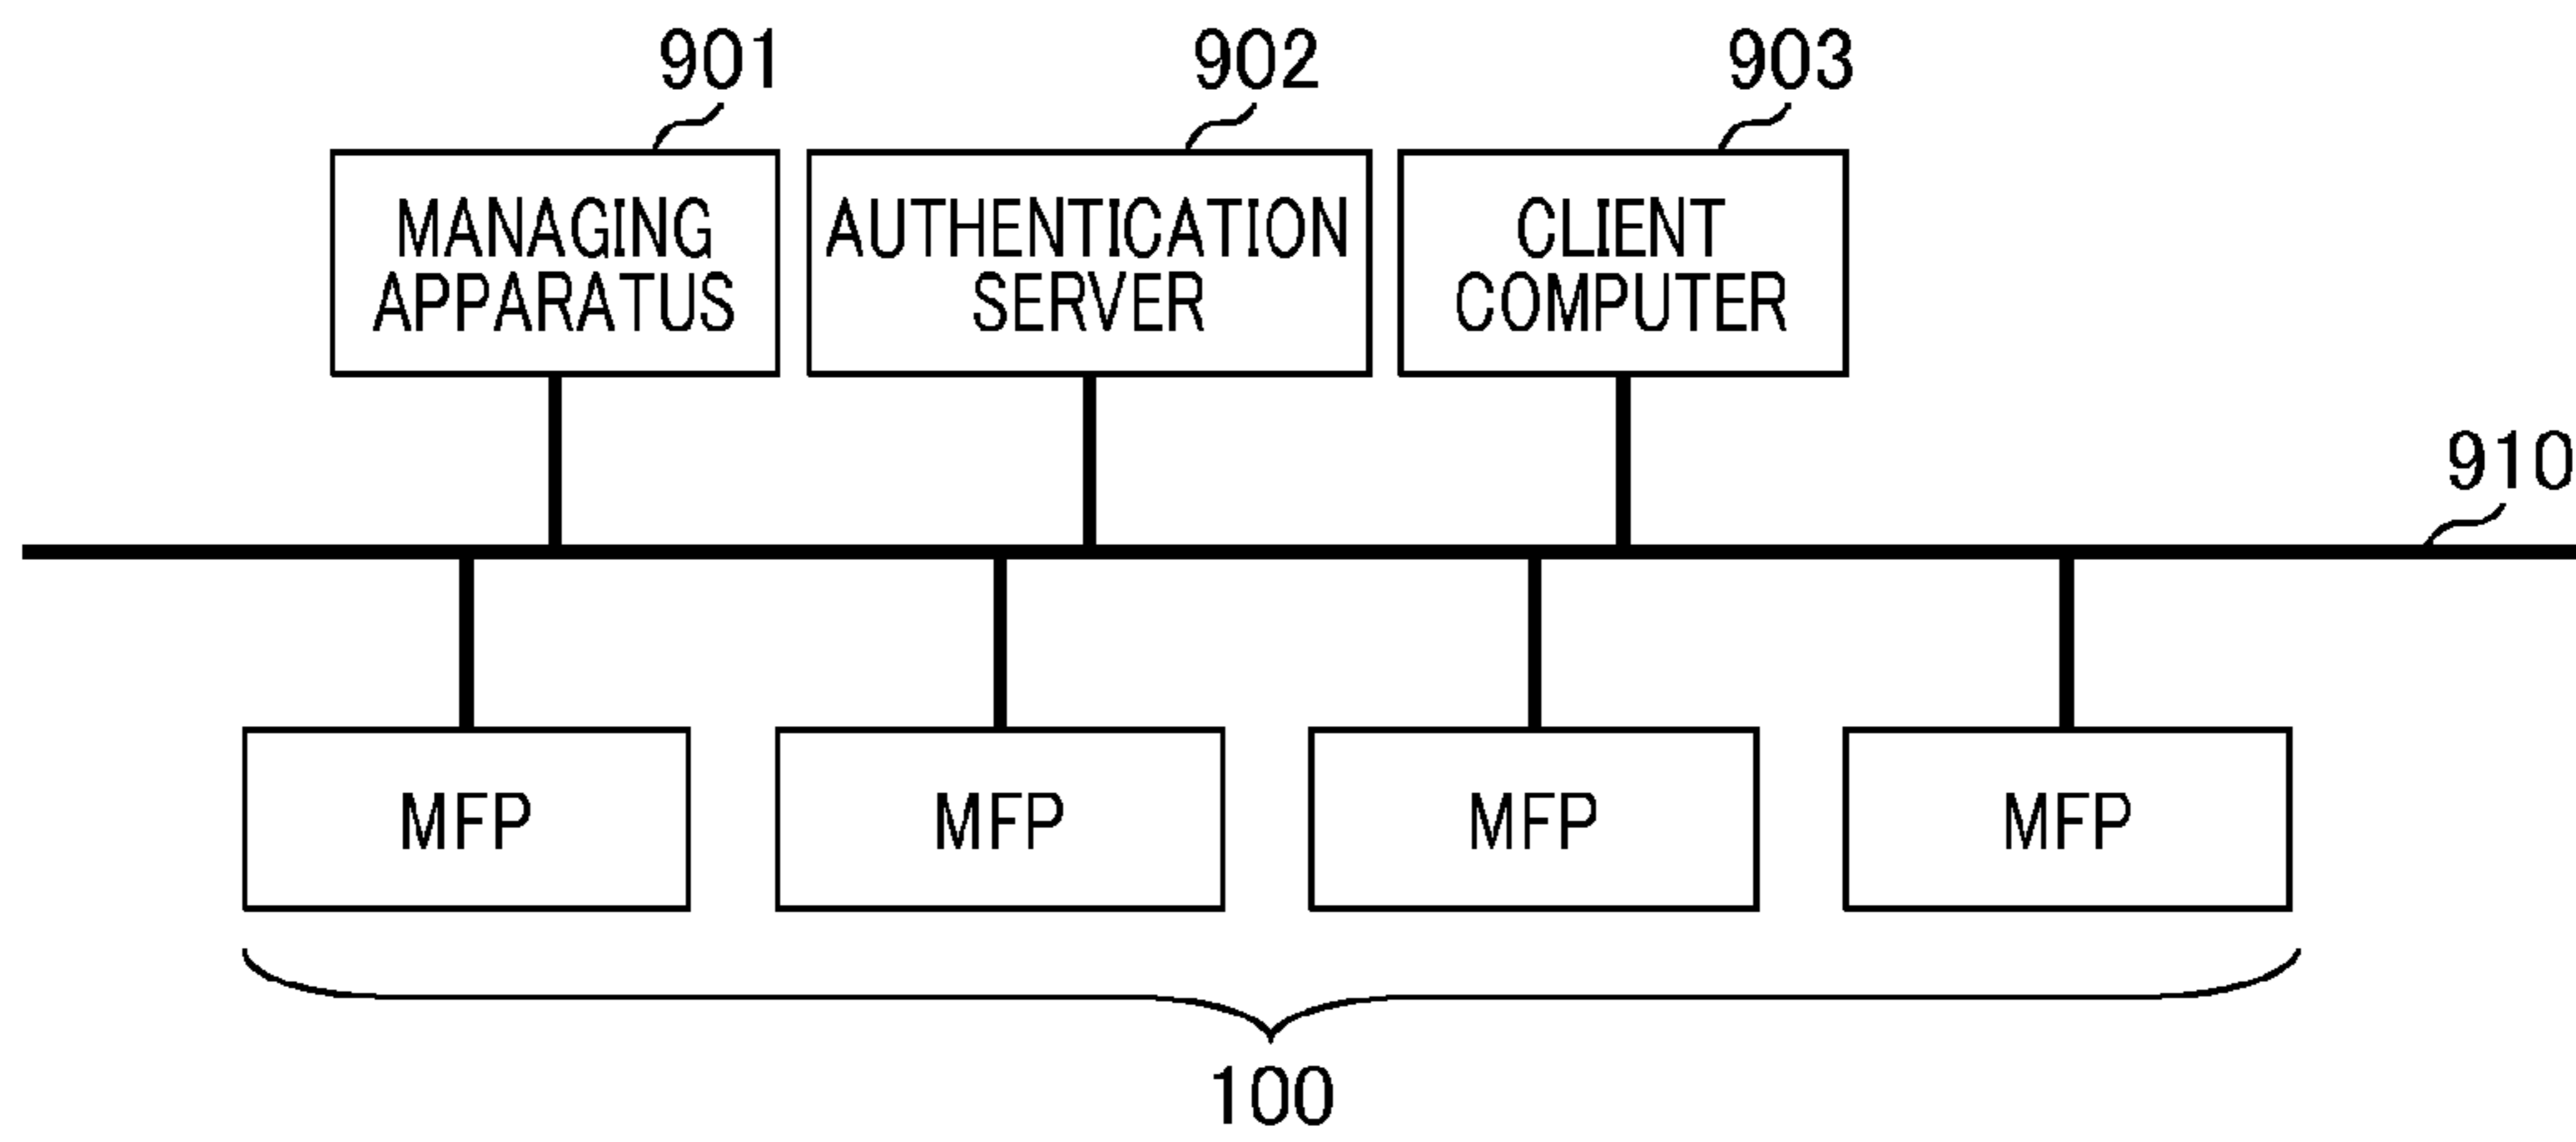 901
902
903
MANAGING
APPARATUS
AUTHENTICATION
SERVER
CLIENT
COMPUTER
910
MFP
MFP
MFP
MFP
100